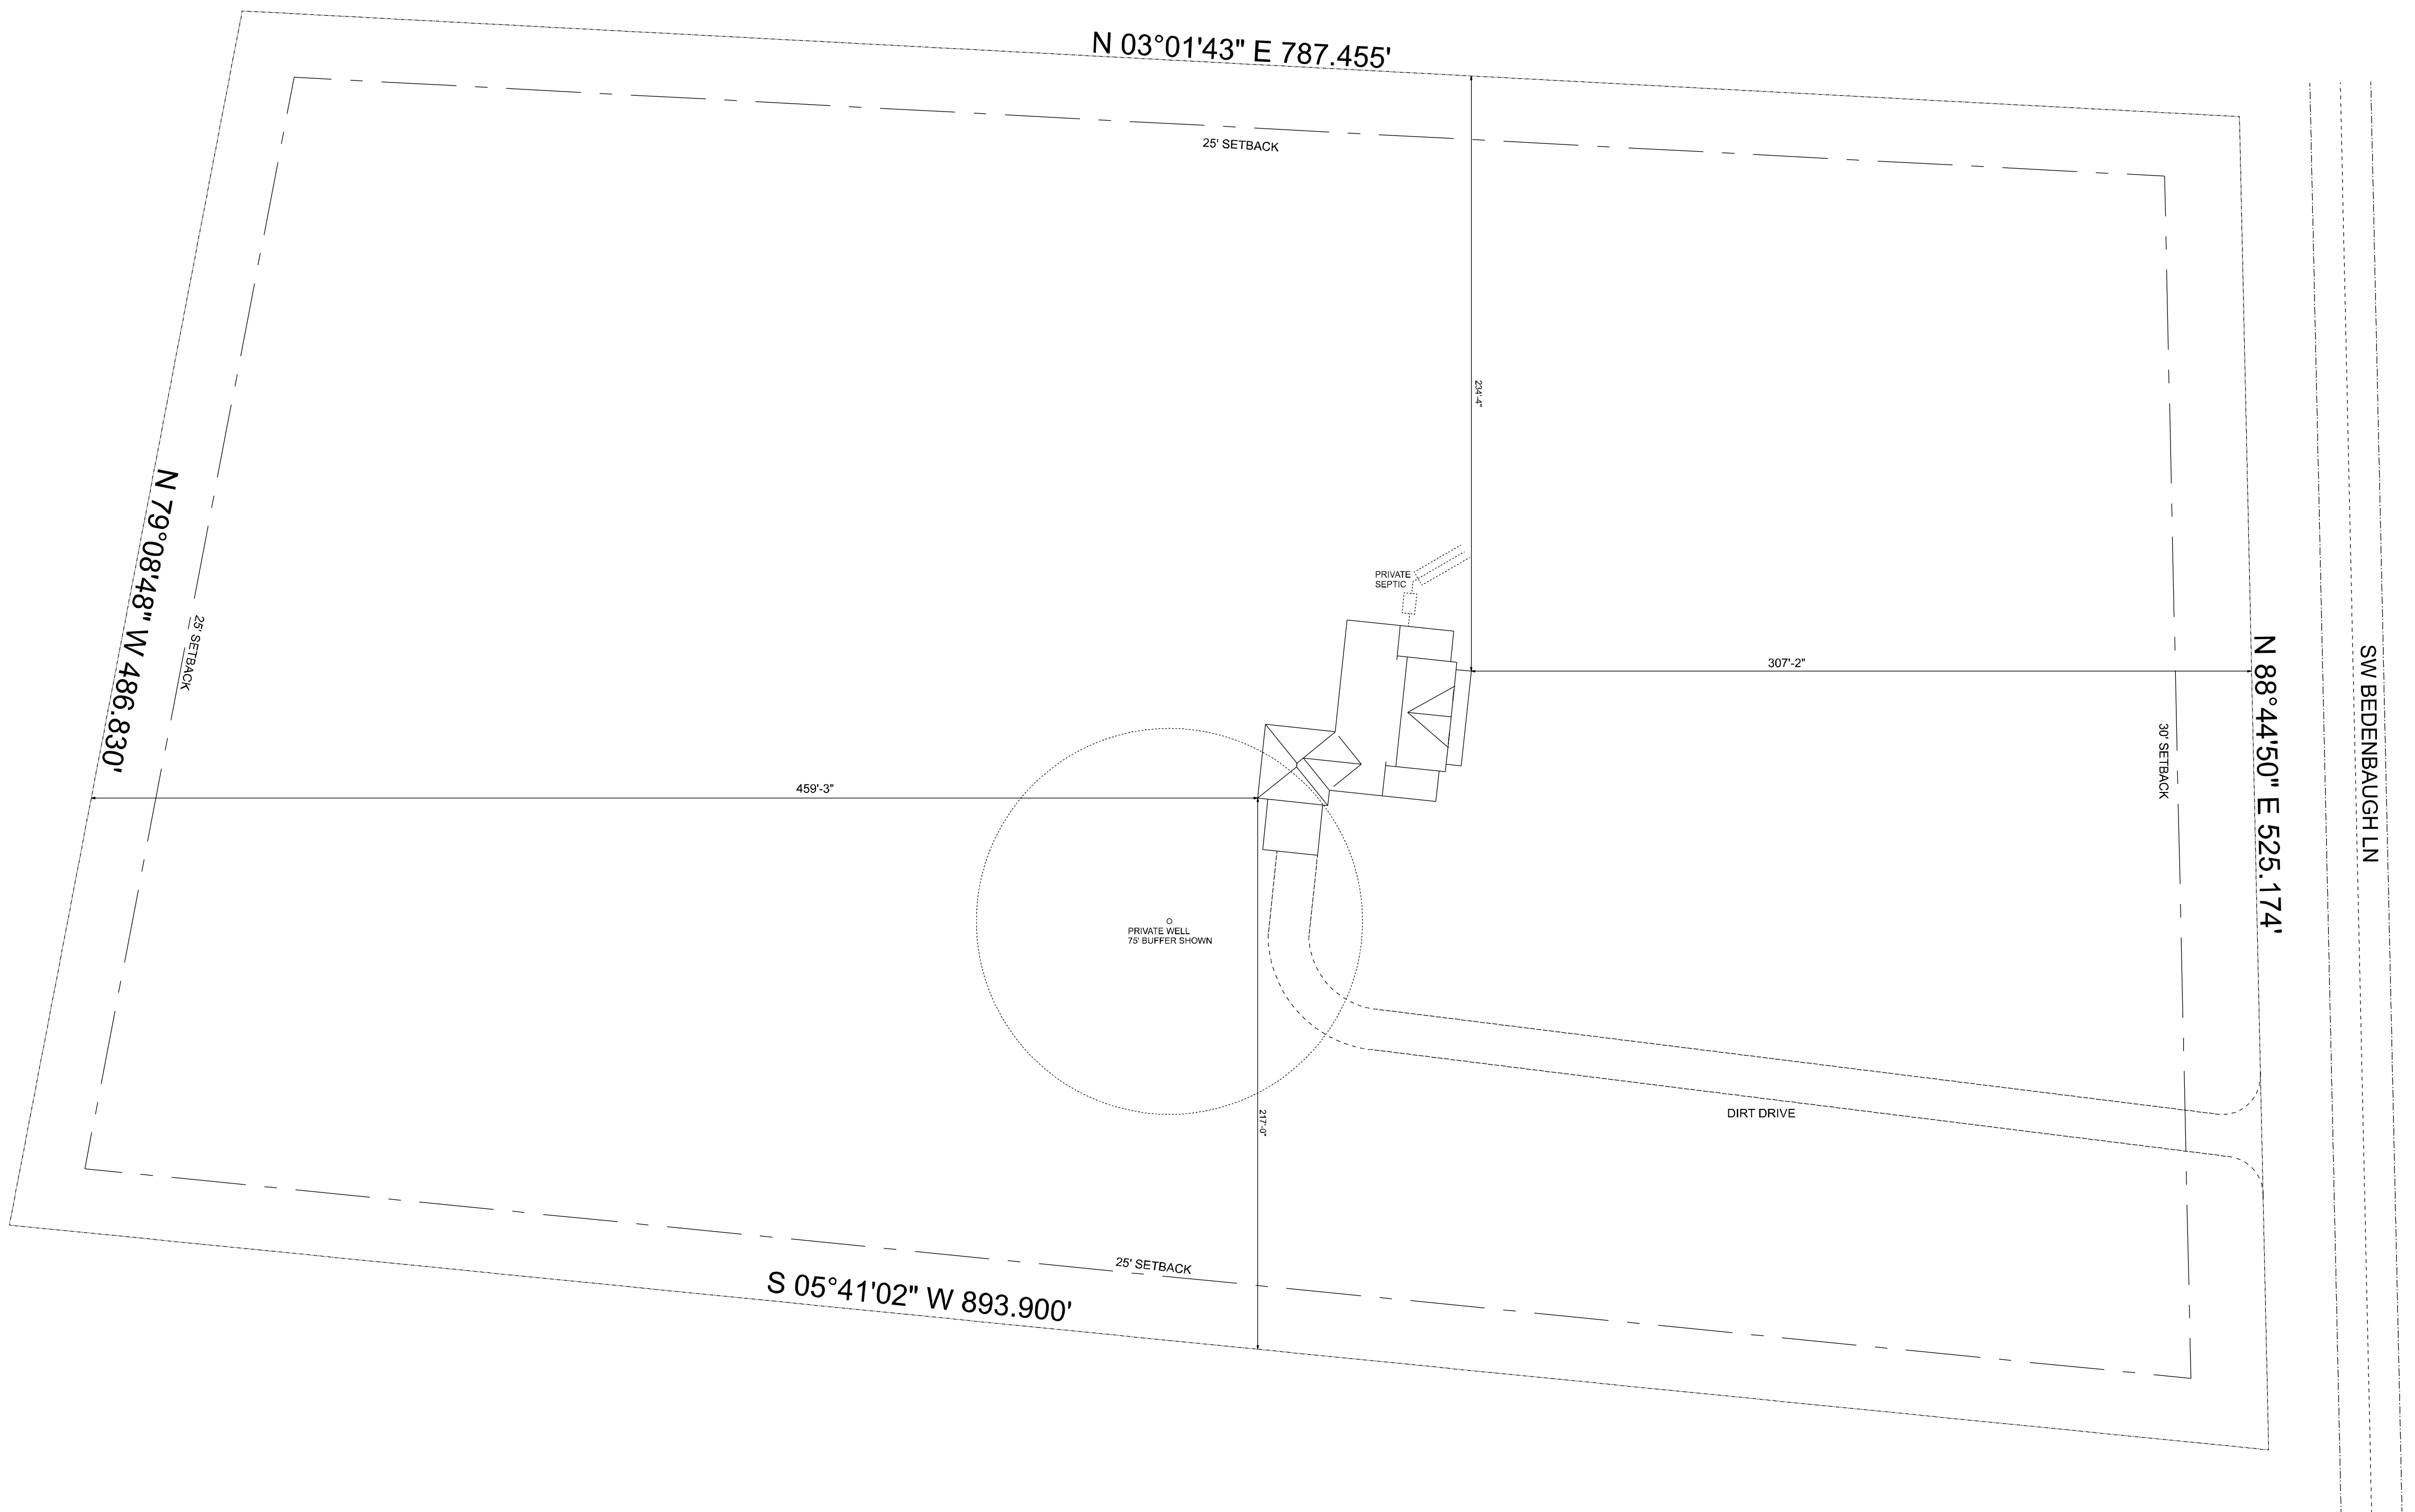 N 03°01'43" E 787.455'
25' SETBACK
234'-4"
N 79°08'48" W 486.830'
25' SETBACK
PRIVATE
SEPTIC
307'-2"
N 88°44'50" E 525.174'
SW BEDENBAUGH LN
30' SETBACK
459'-3"
PRIVATE WELL
75' BUFFER SHOWN
217'-0"
DIRT DRIVE
25' SETBACK
S 05°41'02" W 893.900'